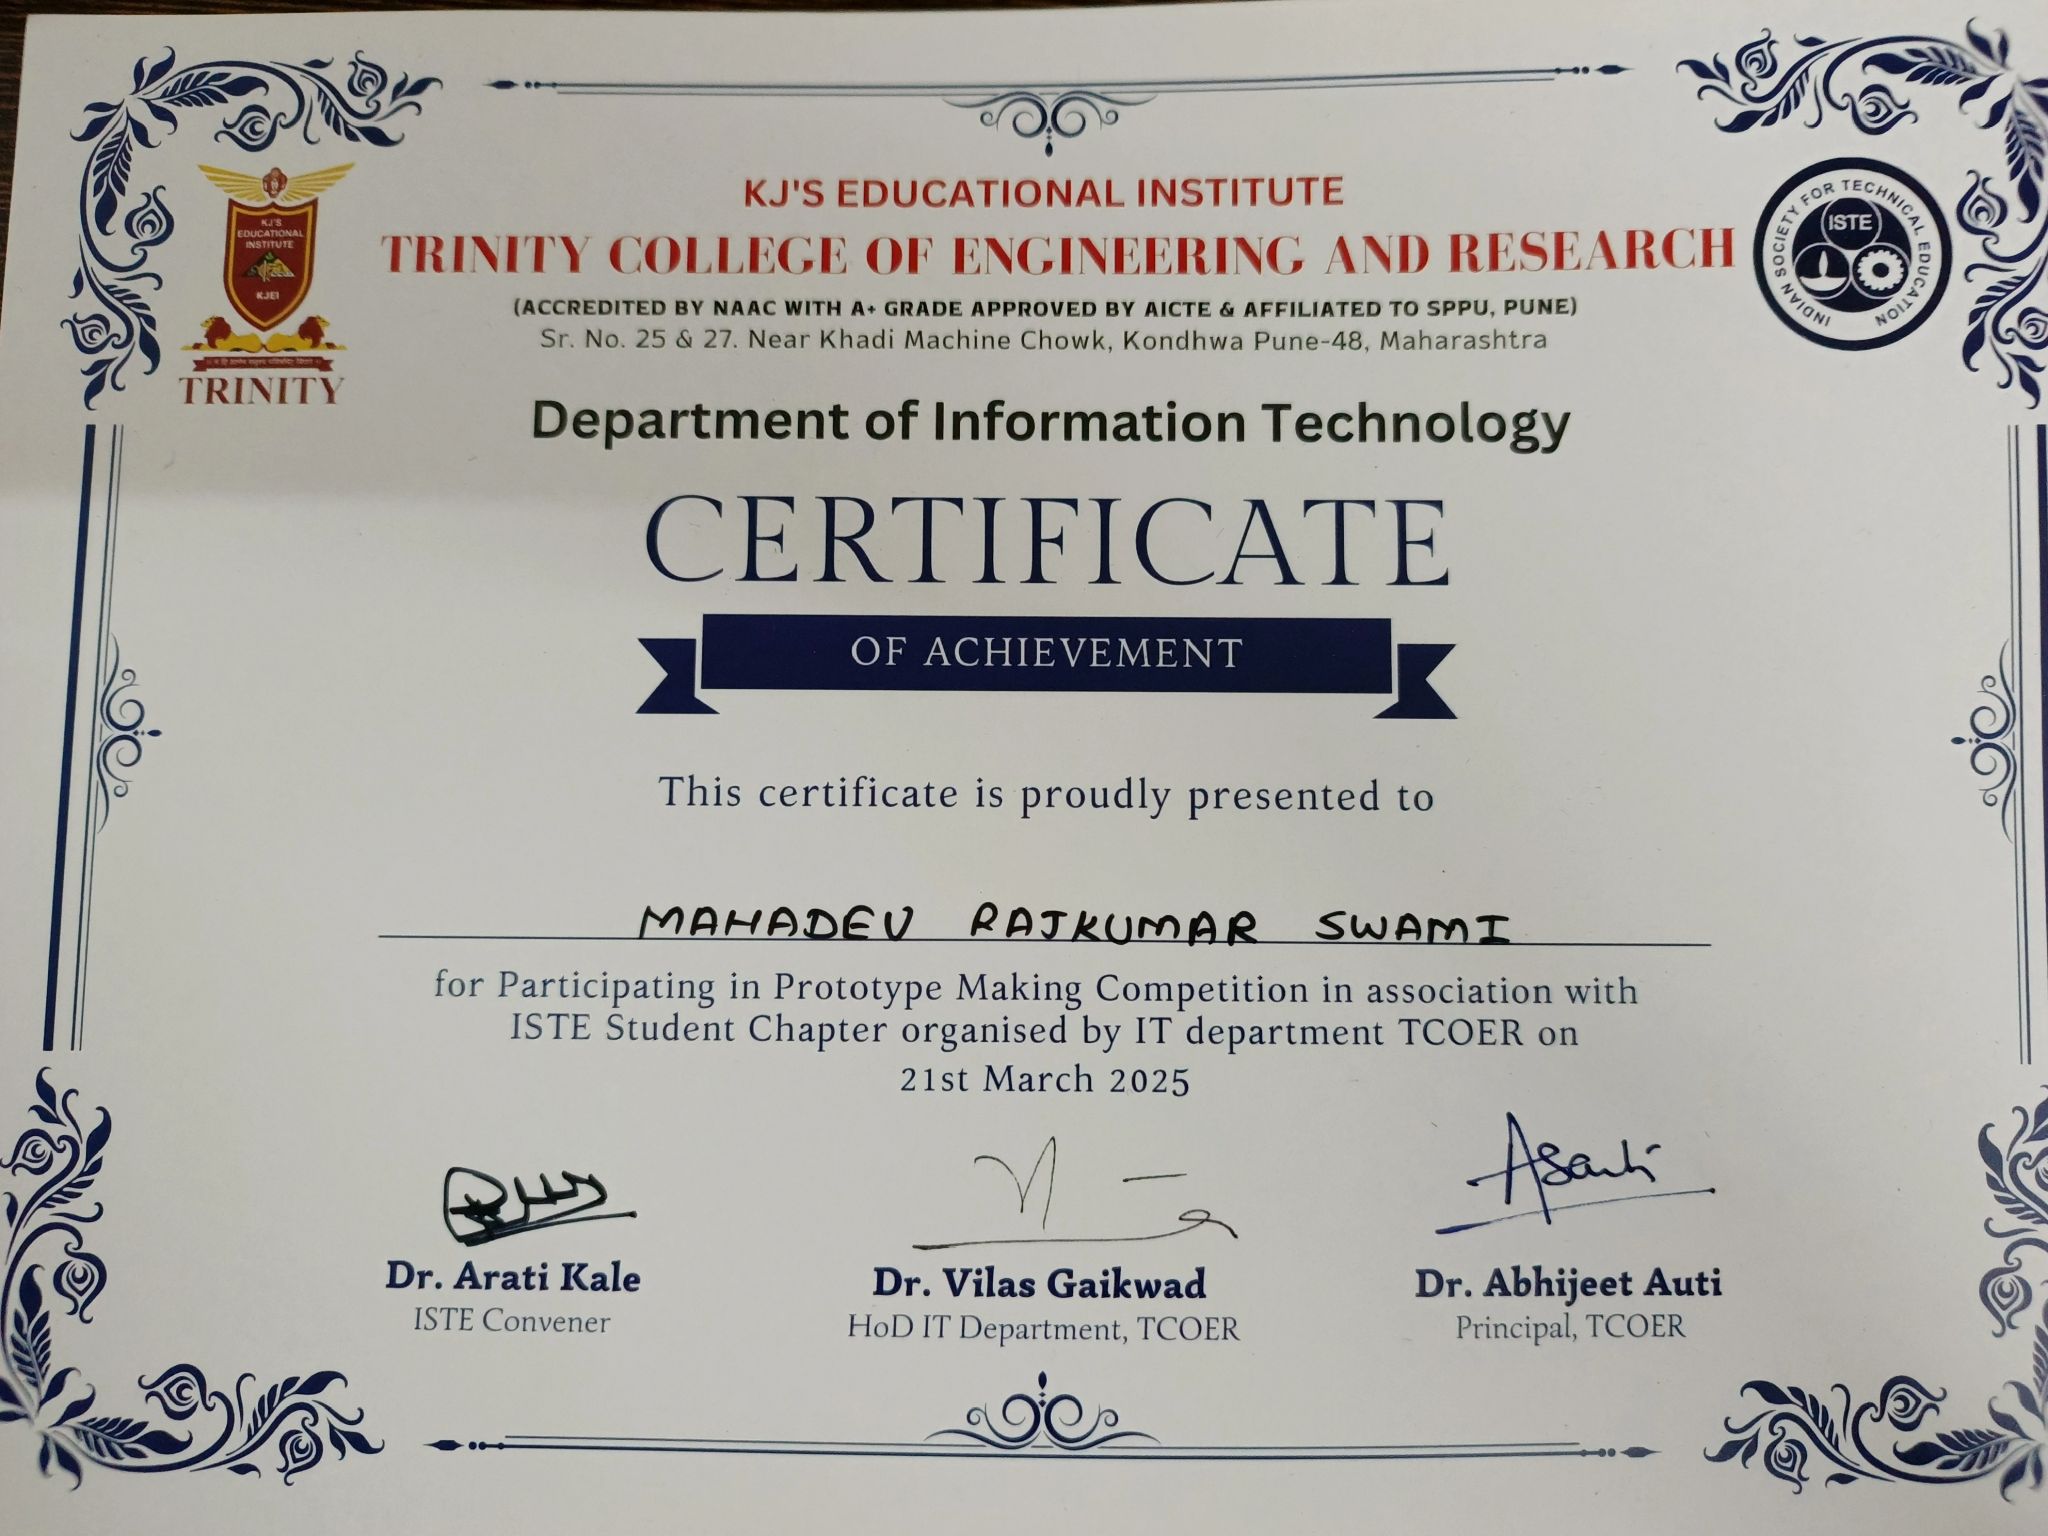 KJ'S EDUCATIONAL INSTITUTE
TRINITY COLLEGE OF ENGINEERING AND RESEARCH
(ACCREDITED BY NAAC WITH A+ GRADE APPROVED BY AICTE & AFFILIATED TO SPPU, PUNE)
Sr. No. 25 & 27. Near Khadi Machine Chowk, Kondhwa Pune-48, Maharashtra
KJ'S
EDUCATIONAL
INSTITUTE
KJEI
TRINITY
INDIAN SOCIETY FOR TECHNICAL EDUCATION
ISTE
Department of Information Technology
CERTIFICATE
OF ACHIEVEMENT
This certificate is proudly presented to
MAHADEV RAJKUMAR SWAMI
for Participating in Prototype Making Competition in association with
ISTE Student Chapter organised by IT department TCOER on
21st March 2025
Dr. Arati Kale
ISTE Convener
Dr. Vilas Gaikwad
HoD IT Department, TCOER
Dr. Abhijeet Auti
Principal, TCOER